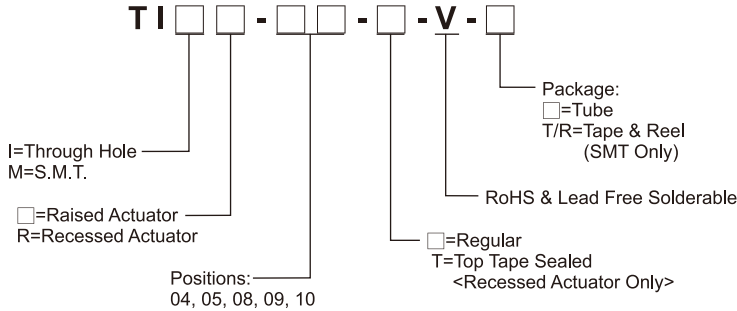 TI□□-□□-□-V-□
Package:
□=Tube
T/R=Tape & Reel
(SMT Only)
I=Through Hole
M=S.M.T.
RoHS & Lead Free Solderable
□=Raised Actuator
R=Recessed Actuator
□=Regular
T=Top Tape Sealed
<Recessed Actuator Only>
Positions:
04, 05, 08, 09, 10